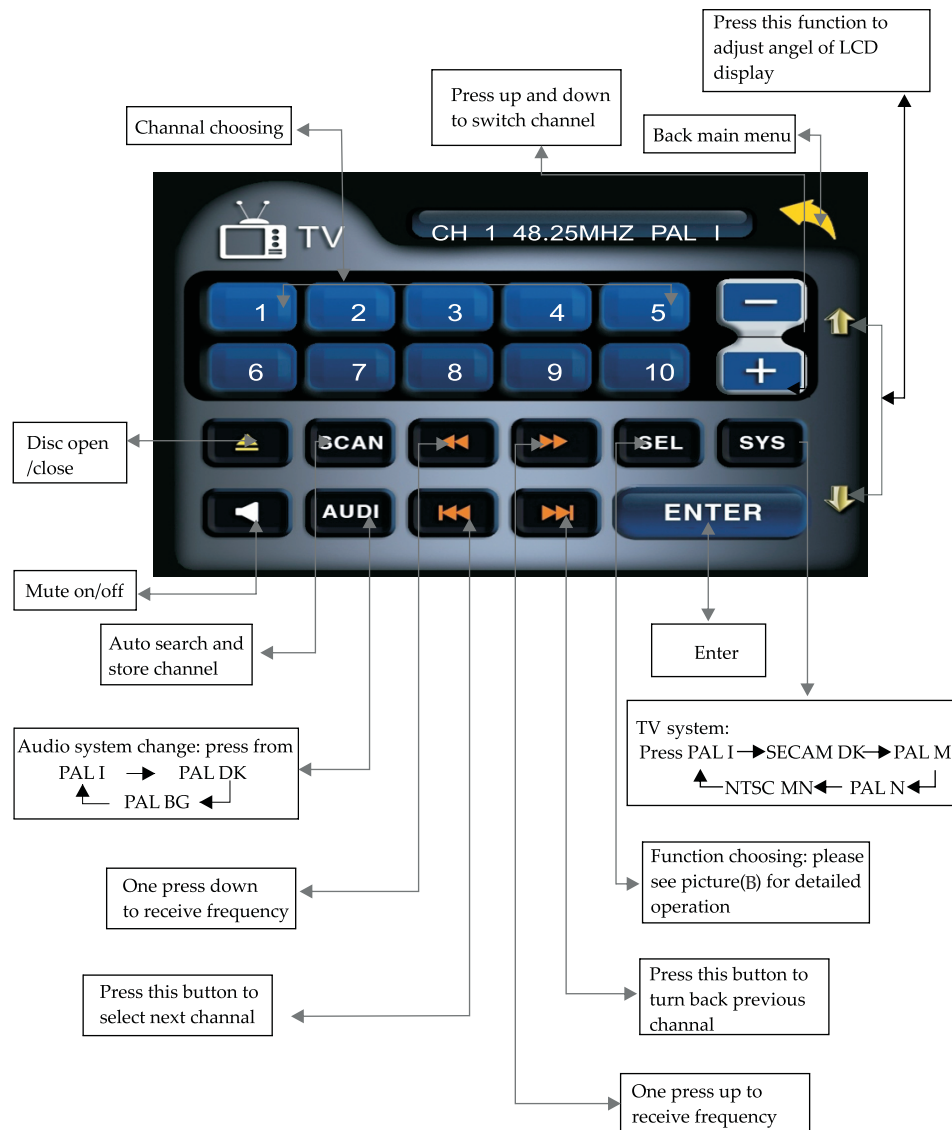 Press this function to
adjust angel of LCD
display
Press up and down
to switch channel
Channal choosing
Back main menu
TV
CH 1 48.25MHZ PAL I
1 2 3 4 5
6 7 8 9 10
Disc open
/close
SCAN
SEL
SYS
AUDI
ENTER
Mute on/off
Auto search and
store channel
Enter
TV system:
Press PAL I SECAM DK PAL M
NTSC MN PAL N
Audio system change: press from
PAL I PAL DK
PAL BG
Function choosing: please
see picture(B) for detailed
operation
One press down
to receive frequency
Press this button to
turn back previous
channel
Press this button to
select next channel
One press up to
receive frequency